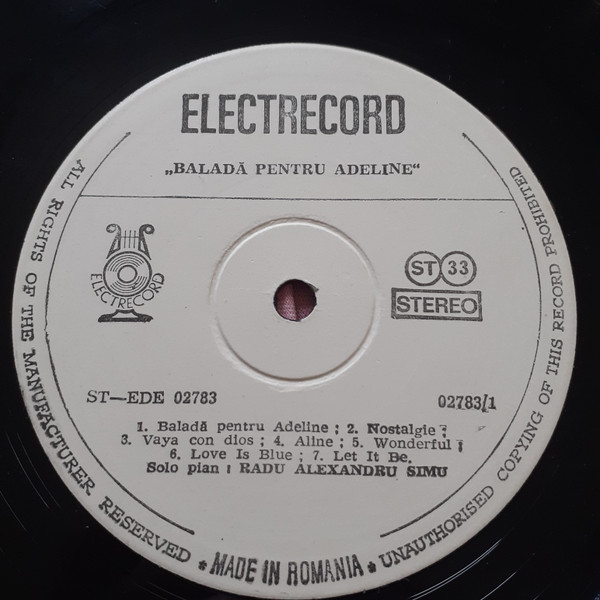 ELECTRECORD
„BALADĂ PENTRU ADELINE“
ELECTRECORD
ST 33
STEREO
ST—EDE 02783
02783/1
1. Baladă pentru Adeline ; 2. Nostalgie ;
3. Vaya con dios ; 4. Aline ; 5. Wonderful ;
6. Love Is Blue ; 7. Let It Be.
Solo pian : RADU ALEXANDRU SIMU
ALL RIGHTS OF THE MANUFACTURER RESERVED * MADE IN ROMANIA * UNAUTHORISED COPYING OF THIS RECORD PROHIBITED